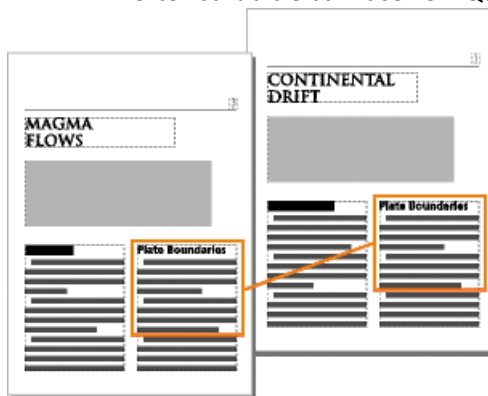 MAGMA
FLOWS
Plate Boundaries
CONTINENTAL
DRIFT
Plate Boundaries